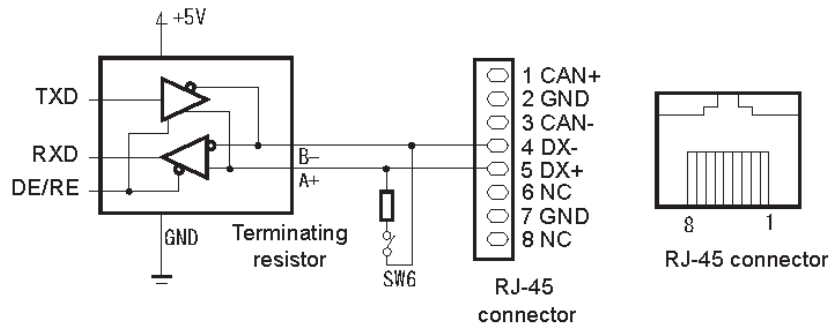 +5V
TXD
RXD
DE/RE
B-
A+
GND
Terminating
resistor
SW6
1 CAN+
2 GND
3 CAN-
4 DX-
5 DX+
6 NC
7 GND
8 NC
RJ-45
connector
8 1
RJ-45 connector